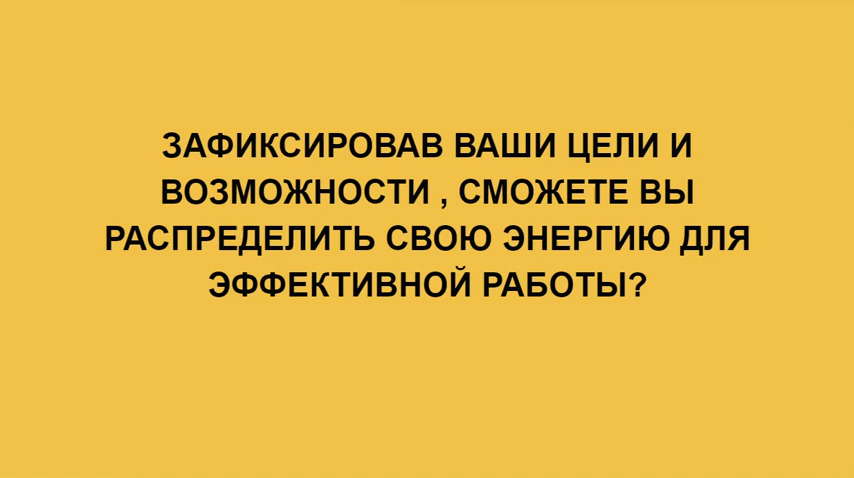 ЗАФИКСИРОВАВ ВАШИ ЦЕЛИ И
ВОЗМОЖНОСТИ , СМОЖЕТЕ ВЫ
РАСПРЕДЕЛИТЬ СВОЮ ЭНЕРГИЮ ДЛЯ
ЭФФЕКТИВНОЙ РАБОТЫ?